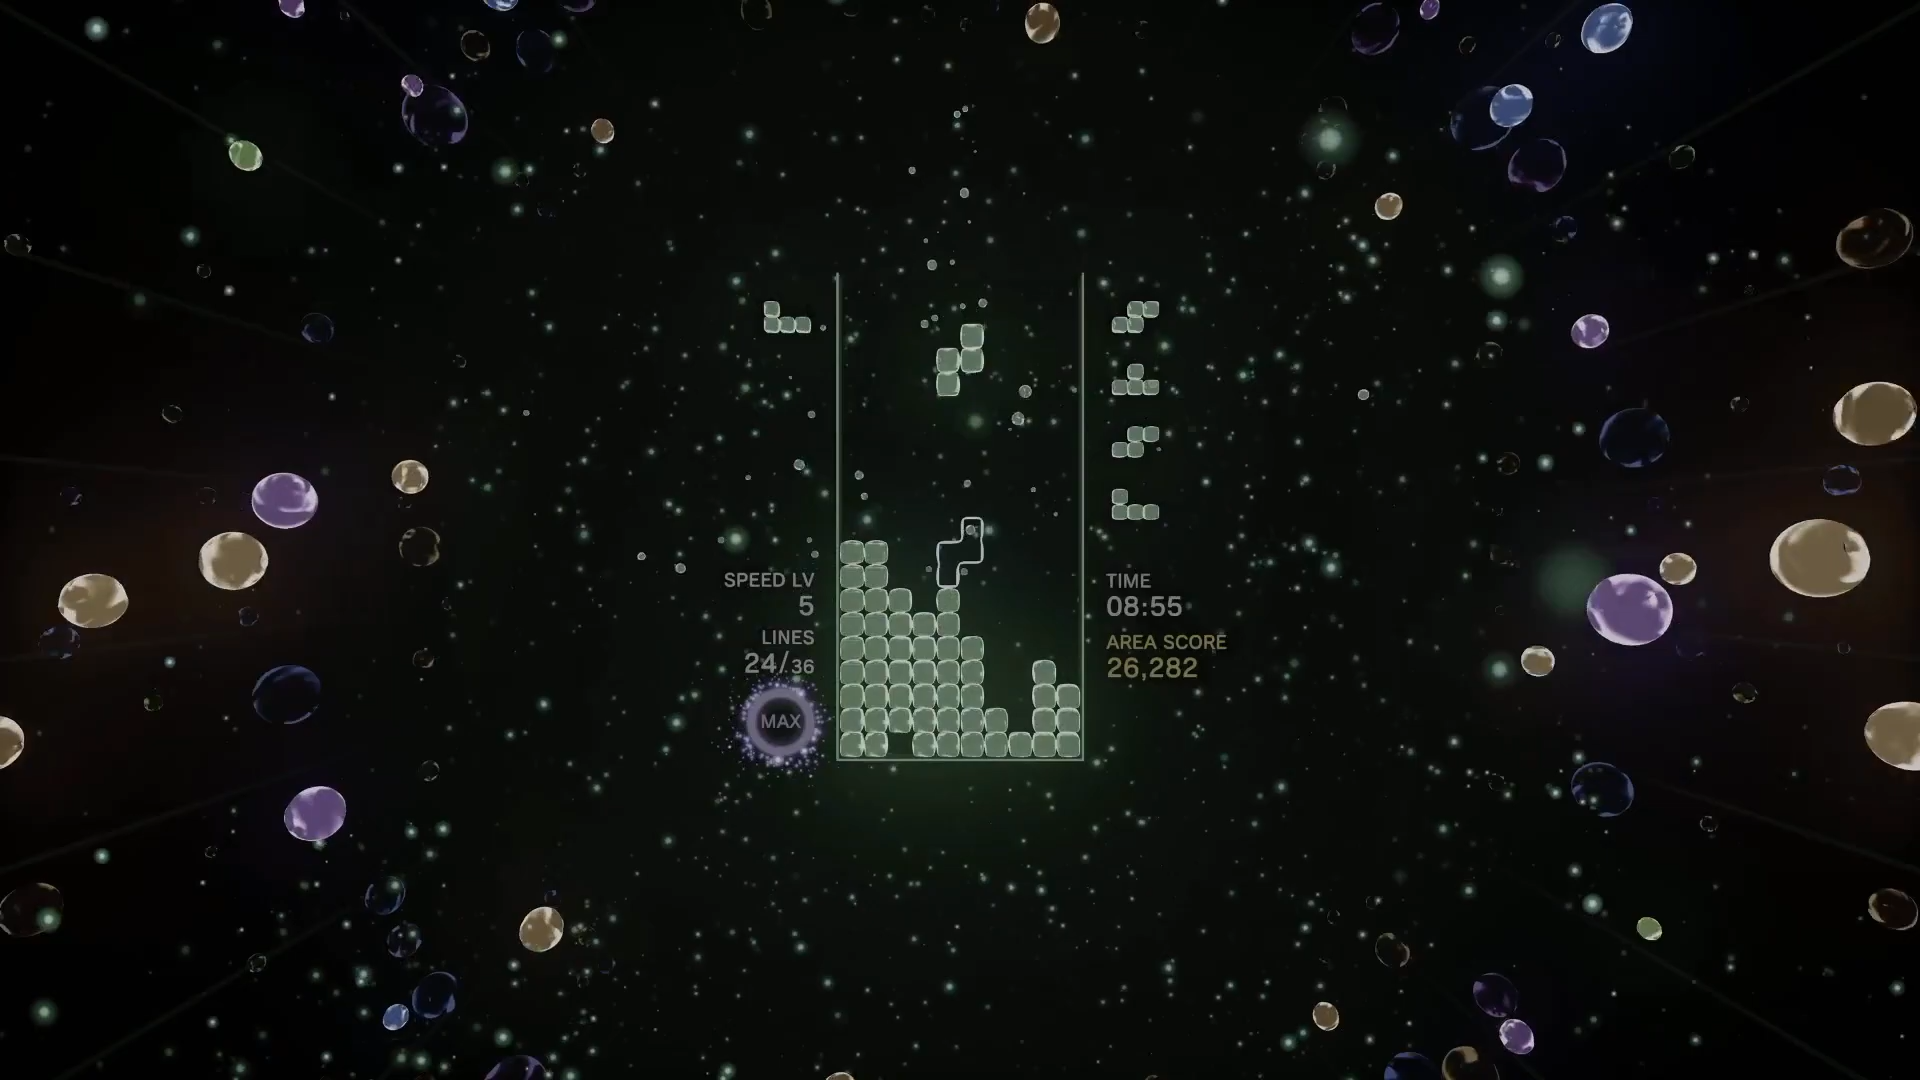 SPEED LV
5
LINES
24/36
MAX
TIME
08:55
AREA SCORE
26,282